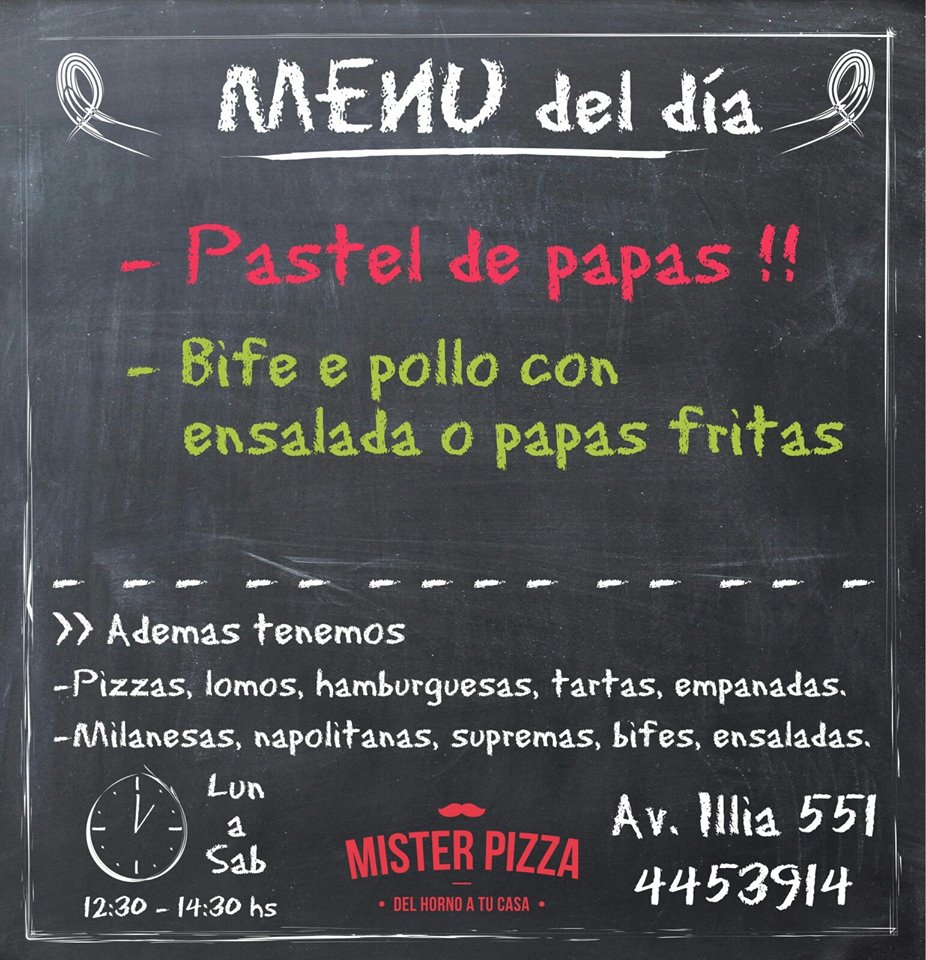 MENU del día
- Pastel de papas !!
- Bife e pollo con
ensalada o papas fritas
>> Ademas tenemos
-Pizzas, lomos, hamburguesas, tartas, empanadas.
-Milanesas, napolitanas, supremas, bifes, ensaladas.
Lun
a
Sab
12:30 - 14:30 hs
MISTER PIZZA
• DEL HORNO A TU CASA •
Av. Illia 551
4453914